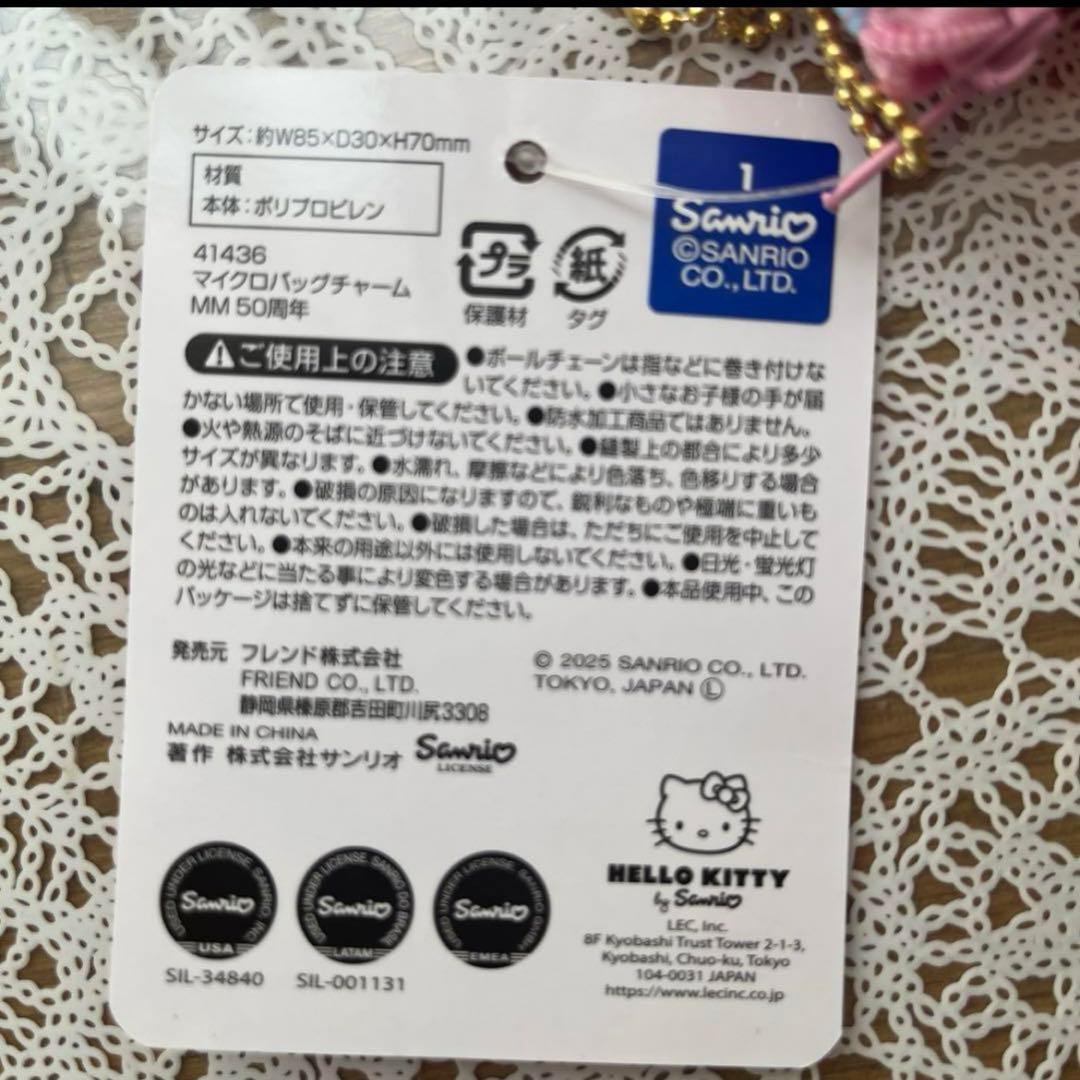 サイズ:約W85×D30×H70mm
材質
本体:ポリプロピレン
41436
マイクロバッグチャーム
MM 50周年
プラ
保護材
紙
タグ
1
Sanrio
©SANRIO
CO., LTD.
⚠ご使用上の注意
●ボールチェーンは指などに巻き付けな
いてください。●小さなお子様の手が届
かない場所で使用・保管してください。●防水加工商品ではありません。
●火や熱源のそばに近づけないてください。●縫製上の都合により多少
サイズが異なります。●水濡れ、摩擦などにより色落ち、色移りする場合
があります。●破損の原因になりますので、鋭利なものや極端に重いも
のは入れないてください。●破損した場合は、ただちにご使用を中止して
ください。●本来の用途以外には使用しないてください。●日光・蛍光灯
の光などに当たる事により変色する場合があります。●本品使用中、この
パッケージは捨てずに保管してください。
発売元 フレンド株式会社
FRIEND CO., LTD.
静岡県榛原郡吉田町川尻3308
MADE IN CHINA
著作 株式会社サンリオ
Sanrio
LICENSE
© 2025 SANRIO CO., LTD.
TOKYO, JAPAN Ⓛ
HELLO KITTY
by Sanrio
LEC, Inc.
8F Kyobashi Trust Tower 2-1-3,
Kyobashi, Chuo-ku, Tokyo
104-0031 JAPAN
https://www.lecinc.co.jp
USED UNDER LICENSE, SANRIO, INC.
Sanrio
USA
SIL-34840
USED UNDER LICENSE, SANRIO DO BRASIL
Sanrio
LATAM
SIL-001131
USED UNDER LICENSE, SANRIO GMBH
Sanrio
EMEA